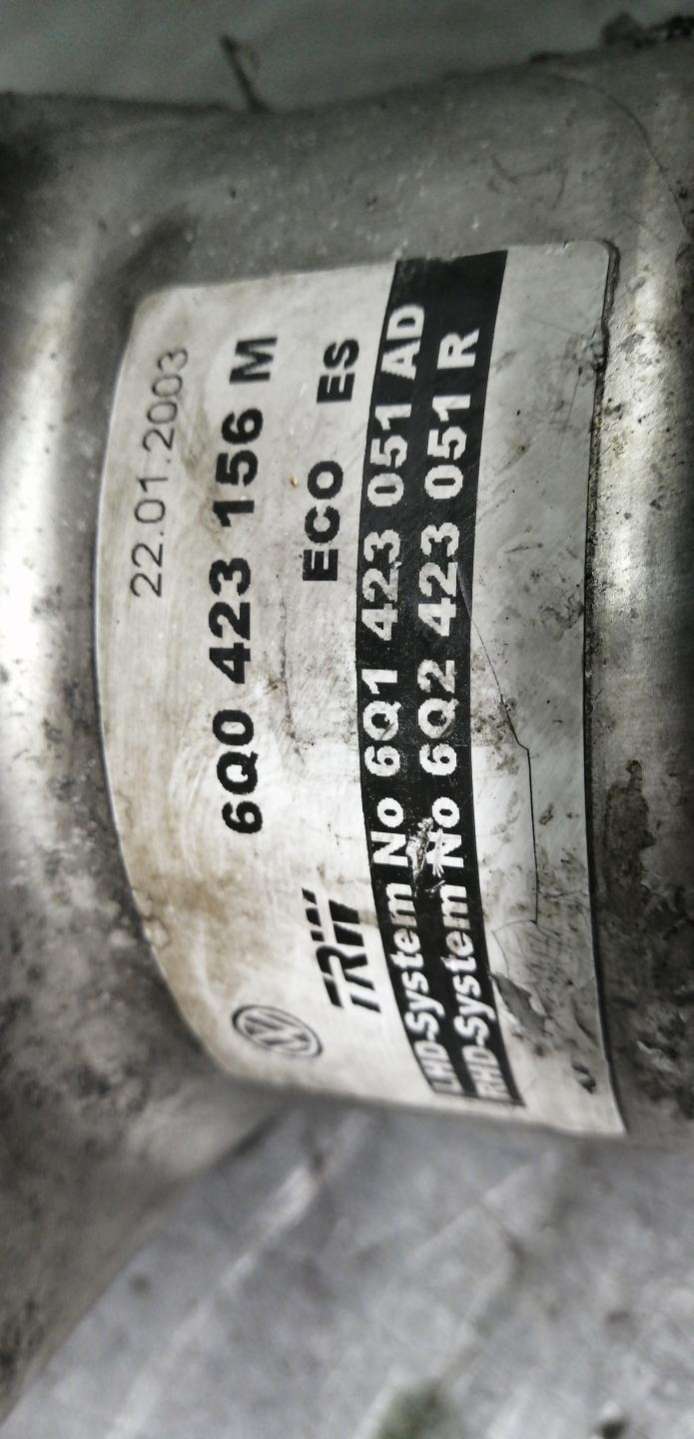 22.01.2003
6Q0 423 156 M
TRW ECO ES
LHD-System No 6Q1 423 051 AD
RHD-System No 6Q2 423 051 R